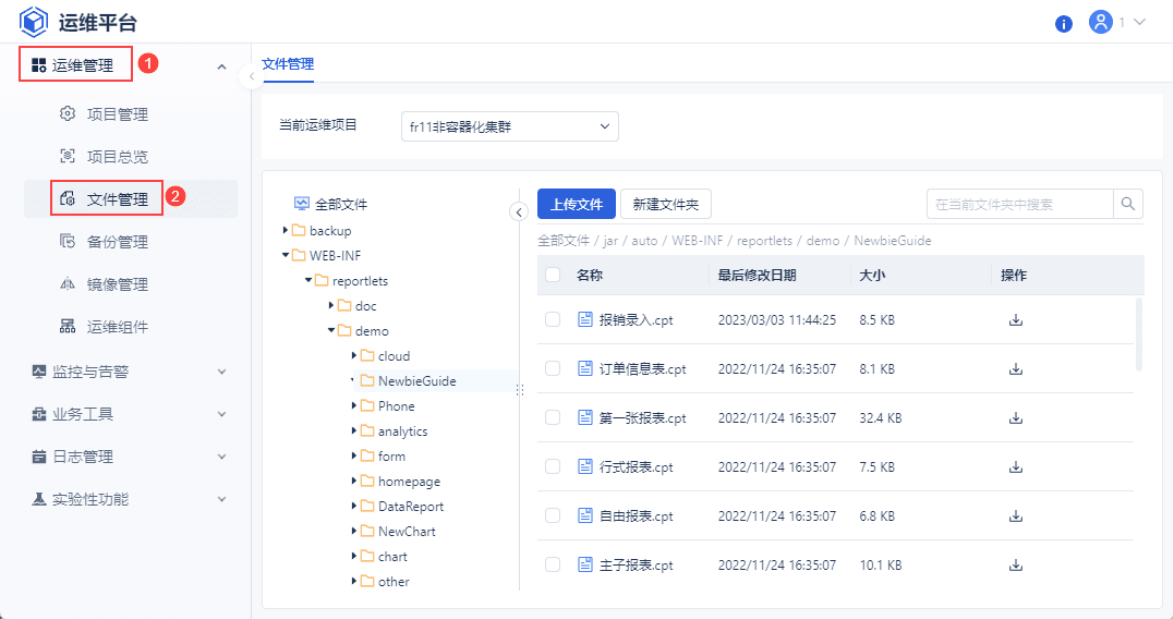 运维平台
1
运维管理
1
项目管理
项目总览
文件管理
2
备份管理
镜像管理
运维组件
监控与告警
业务工具
日志管理
实验性功能
文件管理
当前运维项目
fr11非容器化集群
全部文件
backup
WEB-INF
reportlets
doc
demo
cloud
NewbieGuide
Phone
analytics
form
homepage
DataReport
NewChart
chart
other
上传文件 新建文件夹 在当前文件夹中搜索
全部文件 / jar / auto / WEB-INF / reportlets / demo / NewbieGuide
名称 最后修改日期 大小 操作
报销录入.cpt 2023/03/03 11:44:25 8.5 KB
订单信息表.cpt 2022/11/24 16:35:07 8.1 KB
第一张报表.cpt 2022/11/24 16:35:07 32.4 KB
行式报表.cpt 2022/11/24 16:35:07 7.5 KB
自由报表.cpt 2022/11/24 16:35:07 6.8 KB
主子报表.cpt 2022/11/24 16:35:07 10.1 KB